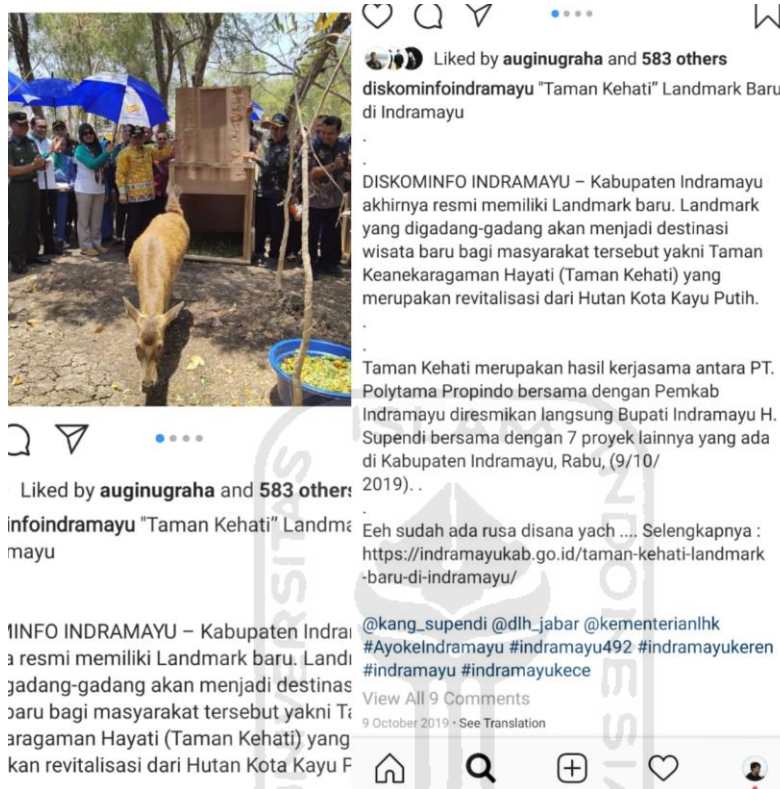 Liked by auginugraha and 583 others
infoindramayu "Taman Kehati” Landma
mayu
INFO INDRAMAYU – Kabupaten Indra
a resmi memiliki Landmark baru. Land
gadang-gadang akan menjadi destinas
baru bagi masyarakat tersebut yakni Ta
aragaman Hayati (Taman Kehati) yang
kan revitalisasi dari Hutan Kota Kayu P
Liked by auginugraha and 583 others
diskominfoindramayu "Taman Kehati” Landmark Baru
di Indramayu
.
.
DISKOMINFO INDRAMAYU – Kabupaten Indramayu
akhirnya resmi memiliki Landmark baru. Landmark
yang digadang-gadang akan menjadi destinasi
wisata baru bagi masyarakat tersebut yakni Taman
Keanekaragaman Hayati (Taman Kehati) yang
merupakan revitalisasi dari Hutan Kota Kayu Putih.
.
.
Taman Kehati merupakan hasil kerjasama antara PT.
Polytama Propindo bersama dengan Pemkab
Indramayu diresmikan langsung Bupati Indramayu H.
Supendi bersama dengan 7 proyek lainnya yang ada
di Kabupaten Indramayu, Rabu, (9/10/
2019). .
.
Eeh sudah ada rusa disana yach .... Selengkapnya :
https://indramayukab.go.id/taman-kehati-landmark
-baru-di-indramayu/
@kang_supendi @dlh_jabar @kementerianlhk
#AyokeIndramayu #indramayu492 #indramayukeren
#indramayu #indramayukece
View All 9 Comments
9 October 2019 · See Translation
ISLAM
UNIVERSITAS
INDONESIA